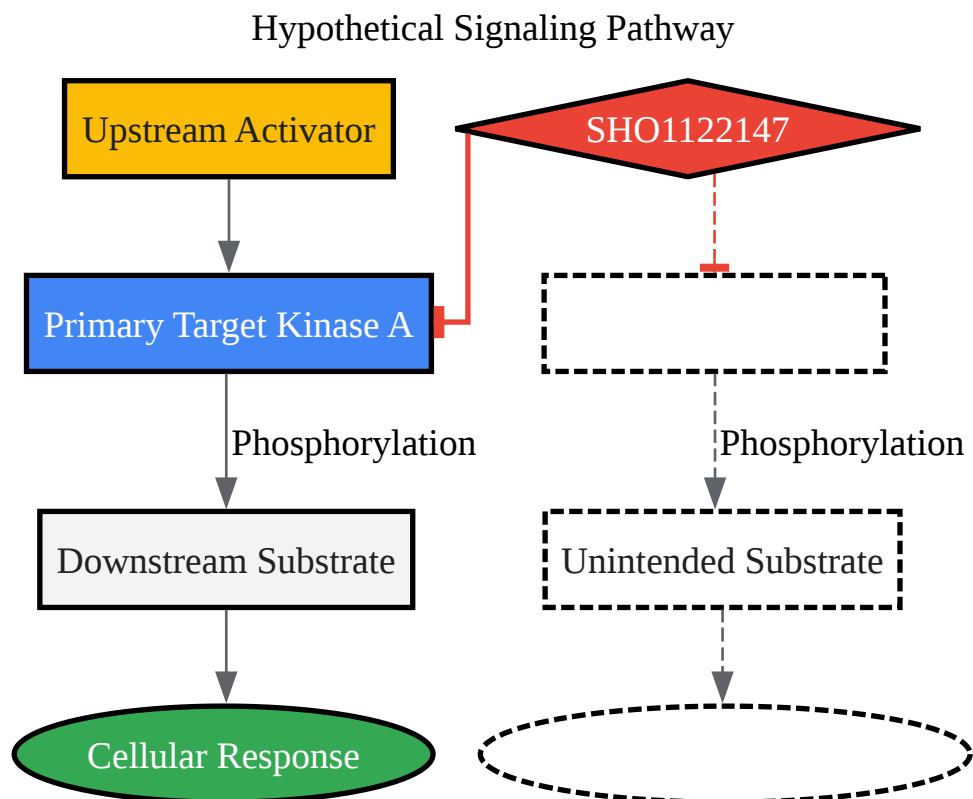 Hypothetical Signaling Pathway
Upstream Activator
SHO1122147
Primary Target Kinase A
Phosphorylation
Phosphorylation
Downstream Substrate
Unintended Substrate
Cellular Response